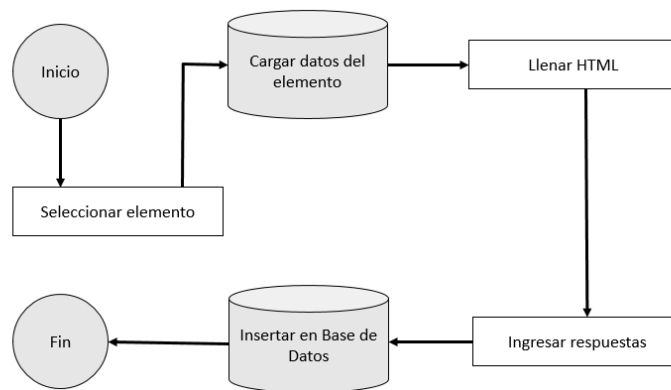 Inicio
Seleccionar elemento
Cargar datos del
elemento
Llenar HTML
Ingresar respuestas
Insertar en Base de
Datos
Fin